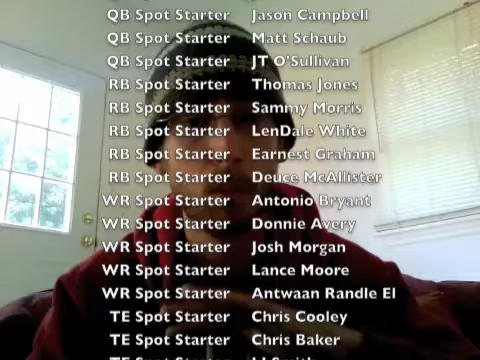 QB Spot Starter Jason Campbell
QB Spot Starter Matt Schaub
QB Spot Starter JT O'Sullivan
RB Spot Starter Thomas Jones
RB Spot Starter Sammy Morris
RB Spot Starter LenDale White
RB Spot Starter Earnest Graham
RB Spot Starter Deuce McAllister
WR Spot Starter Antonio Bryant
WR Spot Starter Donnie Avery
WR Spot Starter Josh Morgan
WR Spot Starter Lance Moore
WR Spot Starter Antwaan Randle El
TE Spot Starter Chris Cooley
TE Spot Starter Chris Baker
TE Spot Starter